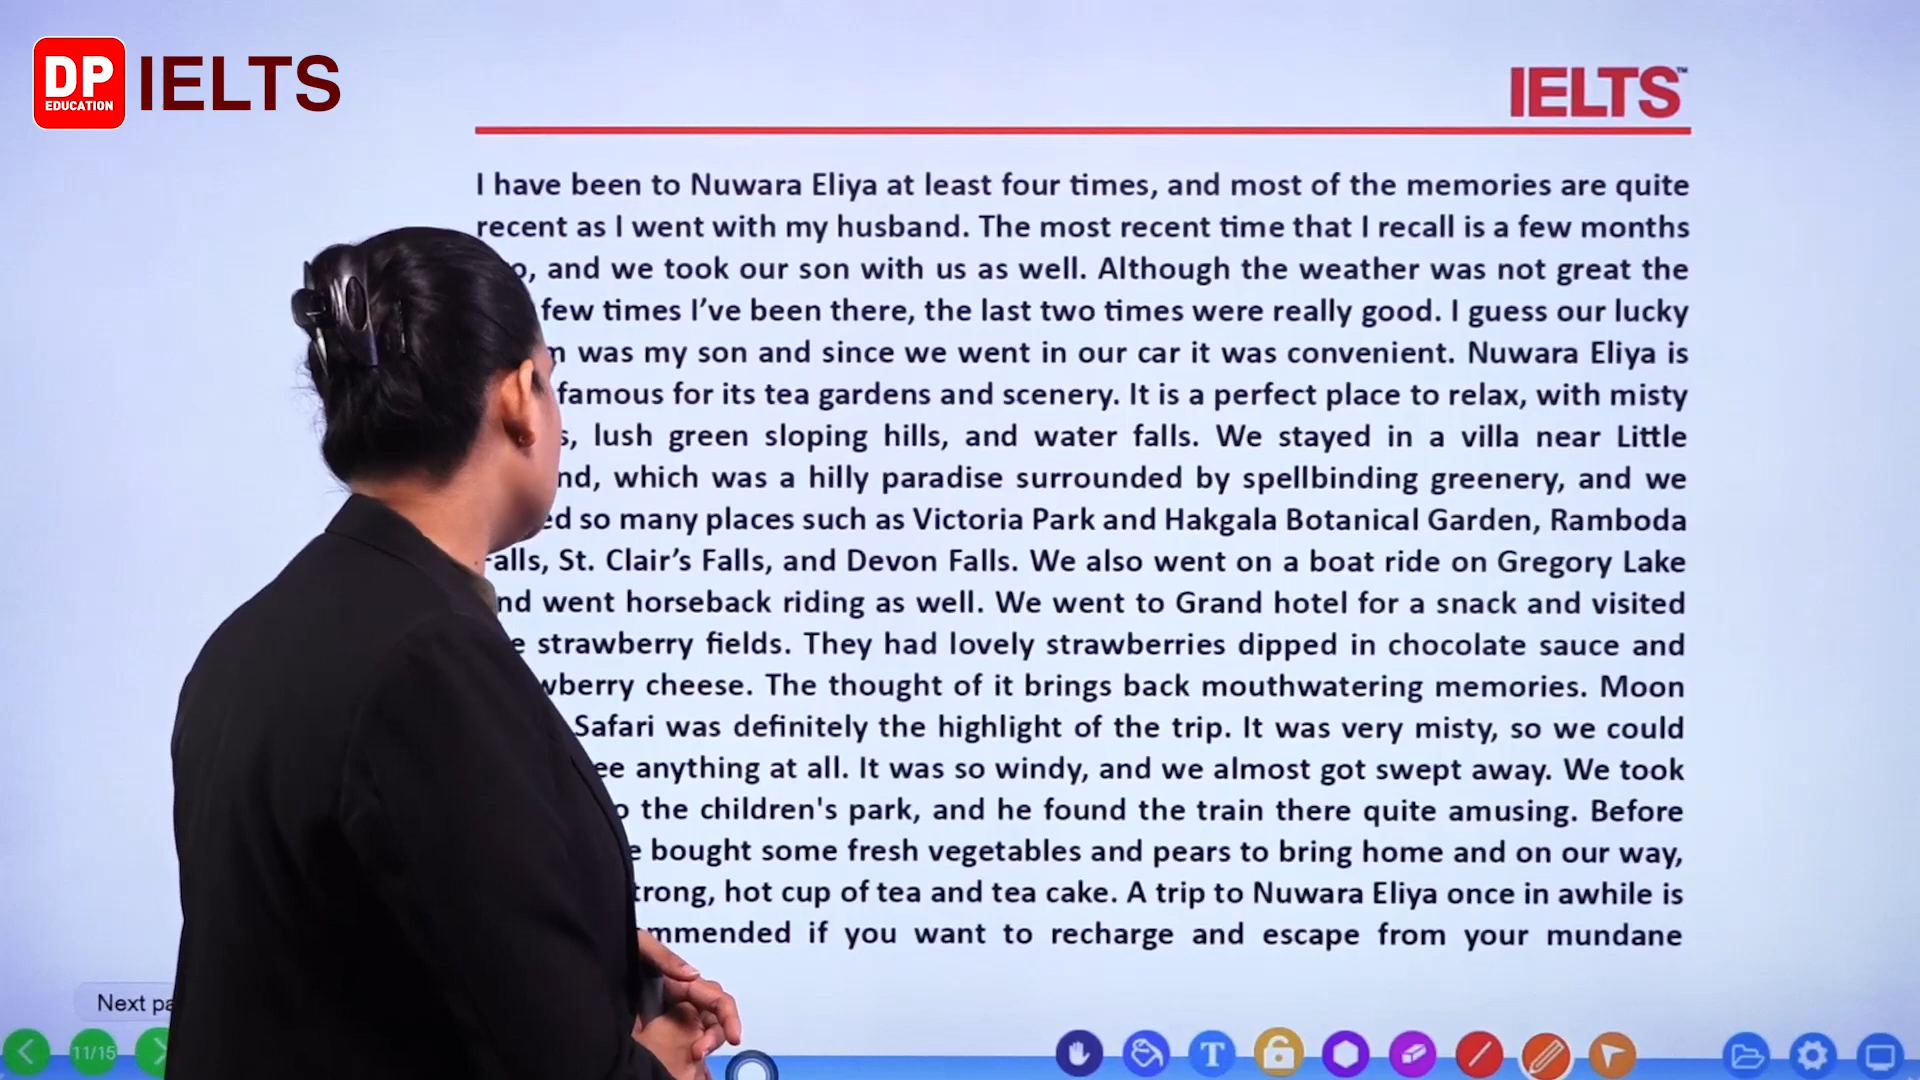 DP
EDUCATION
IELTS
IELTS™
I have been to Nuwara Eliya at least four times, and most of the memories are quite
recent as I went with my husband. The most recent time that I recall is a few months
and we took our son with us as well. Although the weather was not great the
few times I’ve been there, the last two times were really good. I guess our lucky
was my son and since we went in our car it was convenient. Nuwara Eliya is
famous for its tea gardens and scenery. It is a perfect place to relax, with misty
lush green sloping hills, and water falls. We stayed in a villa near Little
which was a hilly paradise surrounded by spellbinding greenery, and we
so many places such as Victoria Park and Hakgala Botanical Garden, Ramboda
Falls, St. Clair’s Falls, and Devon Falls. We also went on a boat ride on Gregory Lake
and went horseback riding as well. We went to Grand hotel for a snack and visited
strawberry fields. They had lovely strawberries dipped in chocolate sauce and
cheese. The thought of it brings back mouthwatering memories. Moon
Safari was definitely the highlight of the trip. It was very misty, so we could
anything at all. It was so windy, and we almost got swept away. We took
the children's park, and he found the train there quite amusing. Before
bought some fresh vegetables and pears to bring home and on our way,
hot cup of tea and tea cake. A trip to Nuwara Eliya once in awhile is
if you want to recharge and escape from your mundane
Next
11/15
T